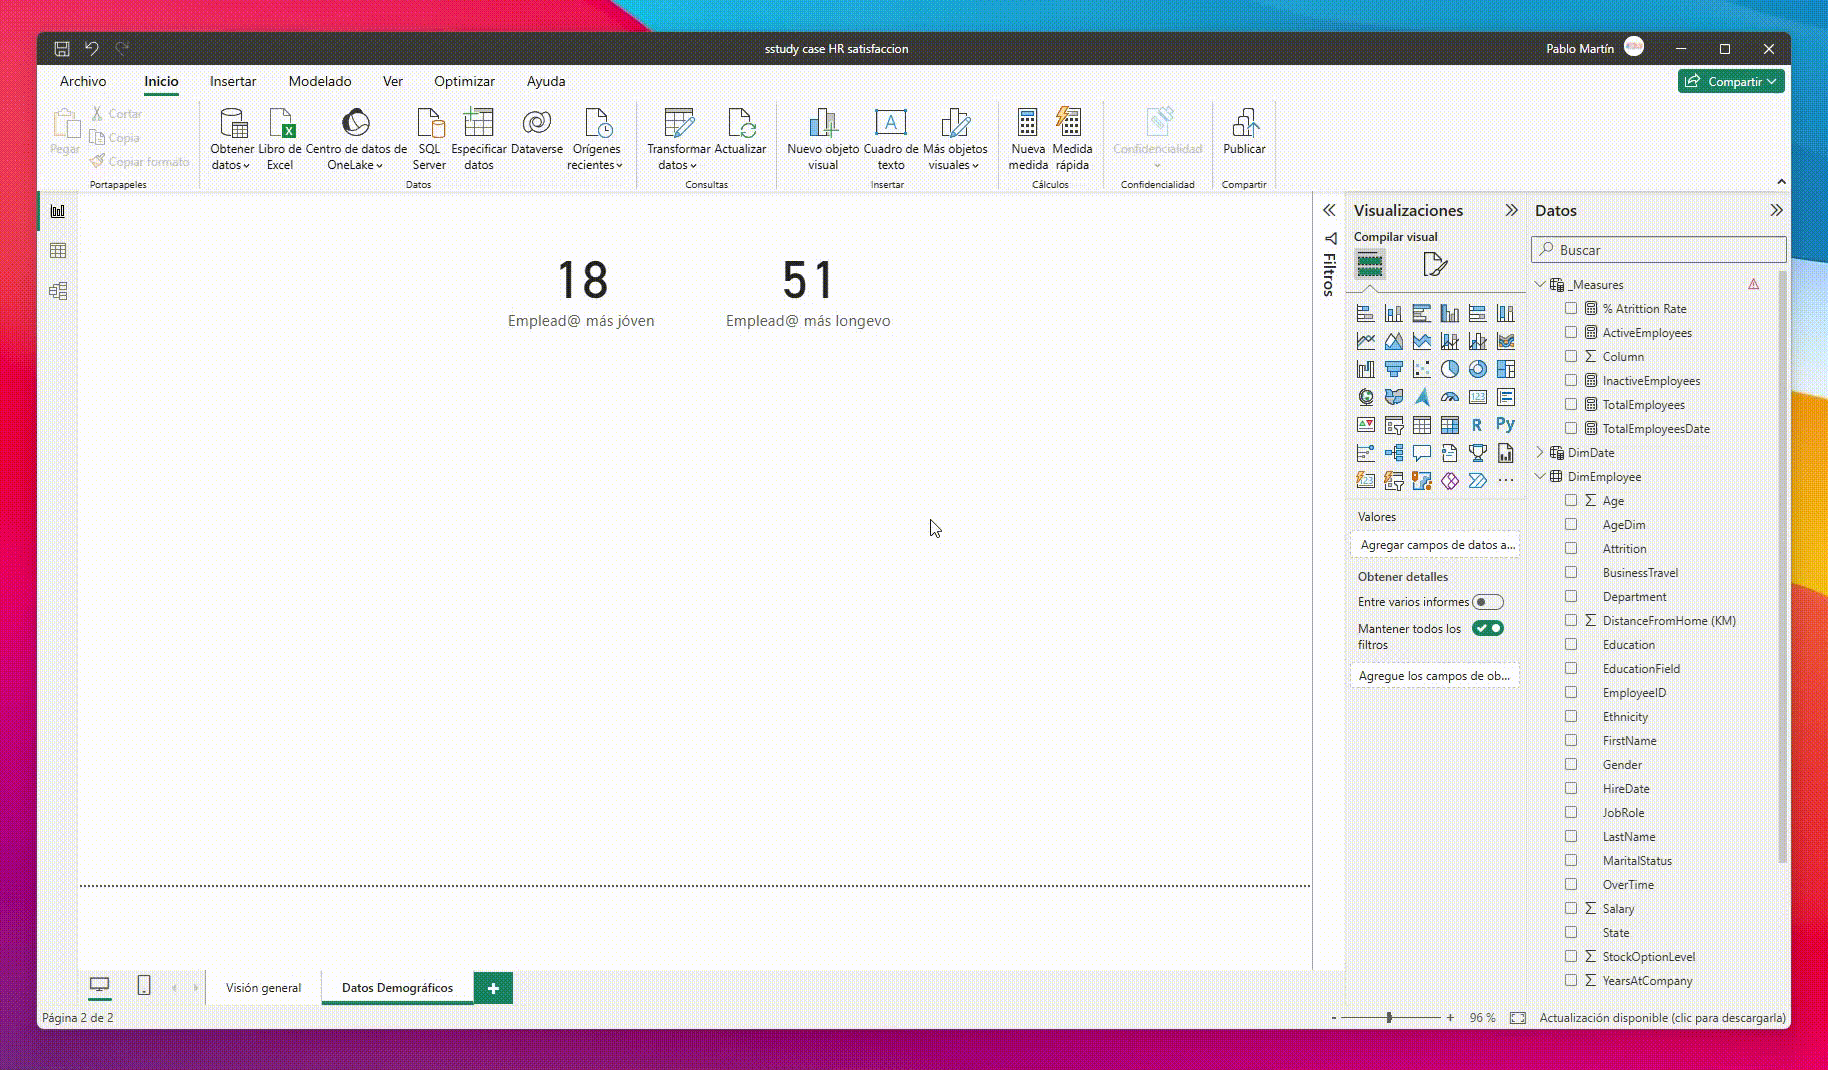 sstudy case HR satisfaccion
Pablo Martín
Archivo Inicio Insertar Modelado Ver Optimizar Ayuda
Compartir
Pegar
Cortar
Copia
Copiar formato
Portapapeles
Obtener datos
Libro de Excel
Centro de datos de OneLake
SQL Server
Especificar datos
Dataverse
Orígenes recientes
Datos
Transformar datos
Actualizar
Consultas
Nuevo objeto visual
Cuadro de texto
Más objetos visuales
Insertar
Nueva medida
Medida rápida
Cálculos
Confidencialidad
Confidencialidad
Publicar
Compartir
18
Emplead@ más jóven
51
Emplead@ más longevo
Filtros
Visualizaciones
Compilar visual
R
Py
123
123
Valores
Agregar campos de datos a...
Obtener detalles
Entre varios informes
Mantener todos los
filtros
Agregue los campos de ob...
Datos
Buscar
_Measures
% Atrittion Rate
ActiveEmployees
Column
InactiveEmployees
TotalEmployees
TotalEmployeesDate
DimDate
DimEmployee
Age
AgeDim
Attrition
BusinessTravel
Department
DistanceFromHome (KM)
Education
EducationField
EmployeeID
Ethnicity
FirstName
Gender
HireDate
JobRole
LastName
MaritalStatus
OverTime
Salary
State
StockOptionLevel
YearsAtCompany
Visión general
Datos Demográficos
Página 2 de 2
- + 96 %
Actualización disponible (clic para descargarla)